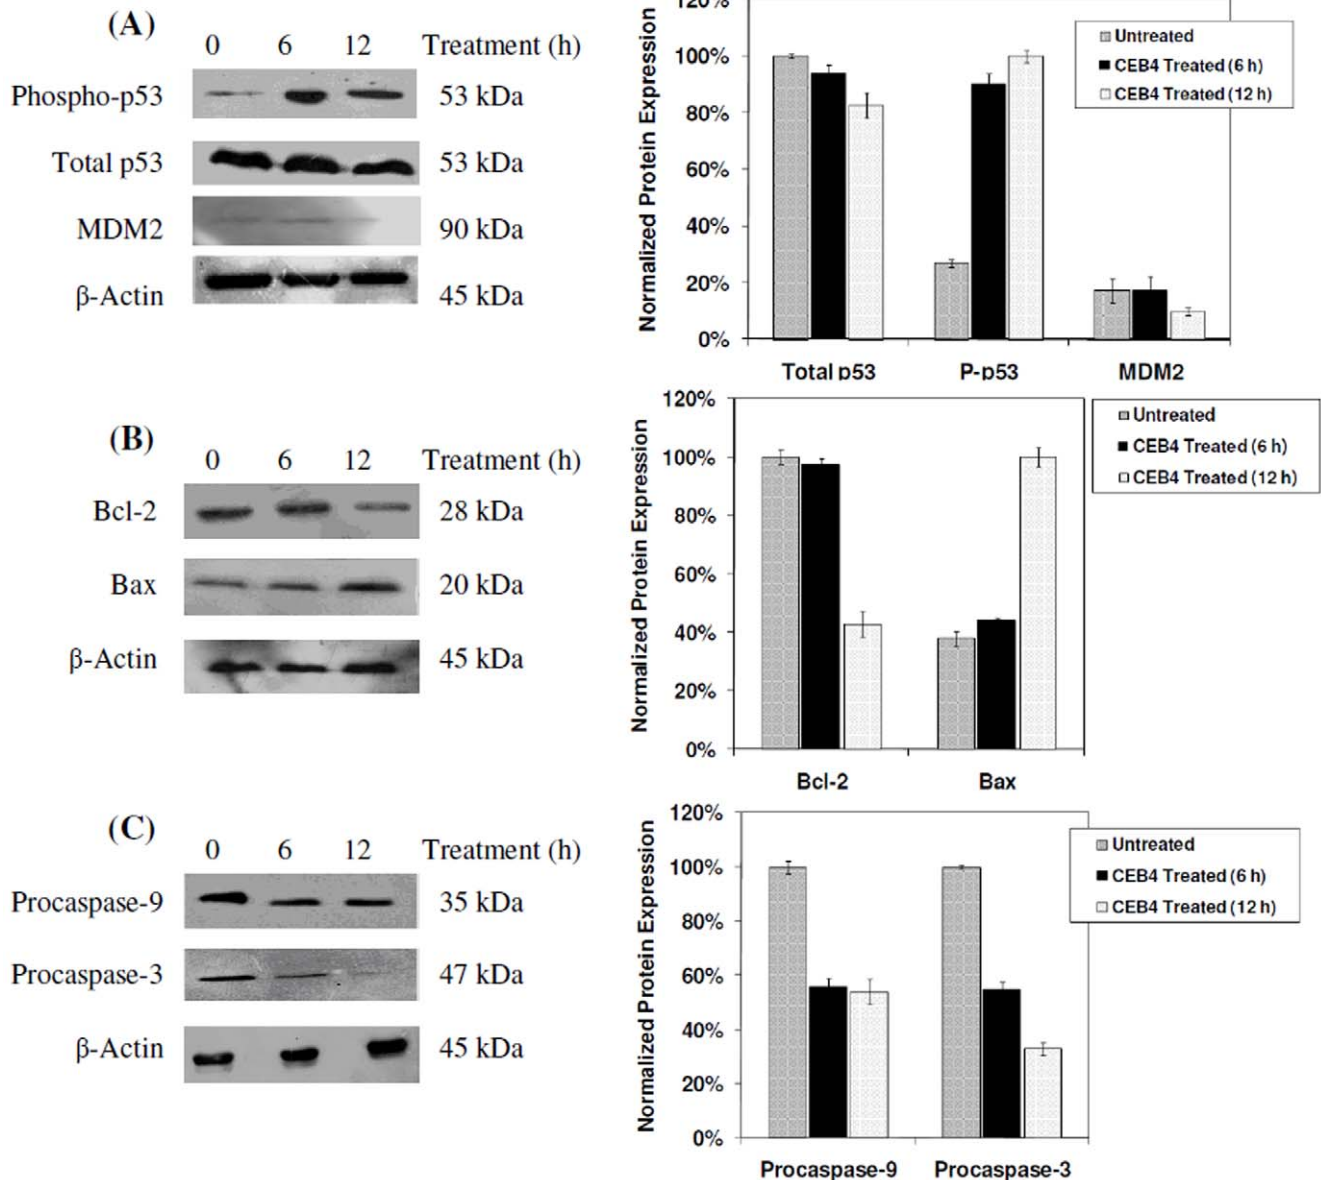 (A)
0 6 12 Treatment (h)
Phospho-p53 53 kDa
Total p53 53 kDa
MDM2 90 kDa
β-Actin 45 kDa
120%
100%
80%
60%
40%
20%
0%
Normalized Protein Expression
Untreated
CEB4 Treated (6 h)
CEB4 Treated (12 h)
Total p53 P-p53 MDM2
(B)
0 6 12 Treatment (h)
Bcl-2 28 kDa
Bax 20 kDa
β-Actin 45 kDa
120%
100%
80%
60%
40%
20%
0%
Normalized Protein Expression
Untreated
CEB4 Treated (6 h)
CEB4 Treated (12 h)
Bcl-2 Bax
(C)
0 6 12 Treatment (h)
Procaspase-9 35 kDa
Procaspase-3 47 kDa
β-Actin 45 kDa
120%
100%
80%
60%
40%
20%
0%
Normalized Protein Expression
Untreated
CEB4 Treated (6 h)
CEB4 Treated (12 h)
Procaspase-9 Procaspase-3